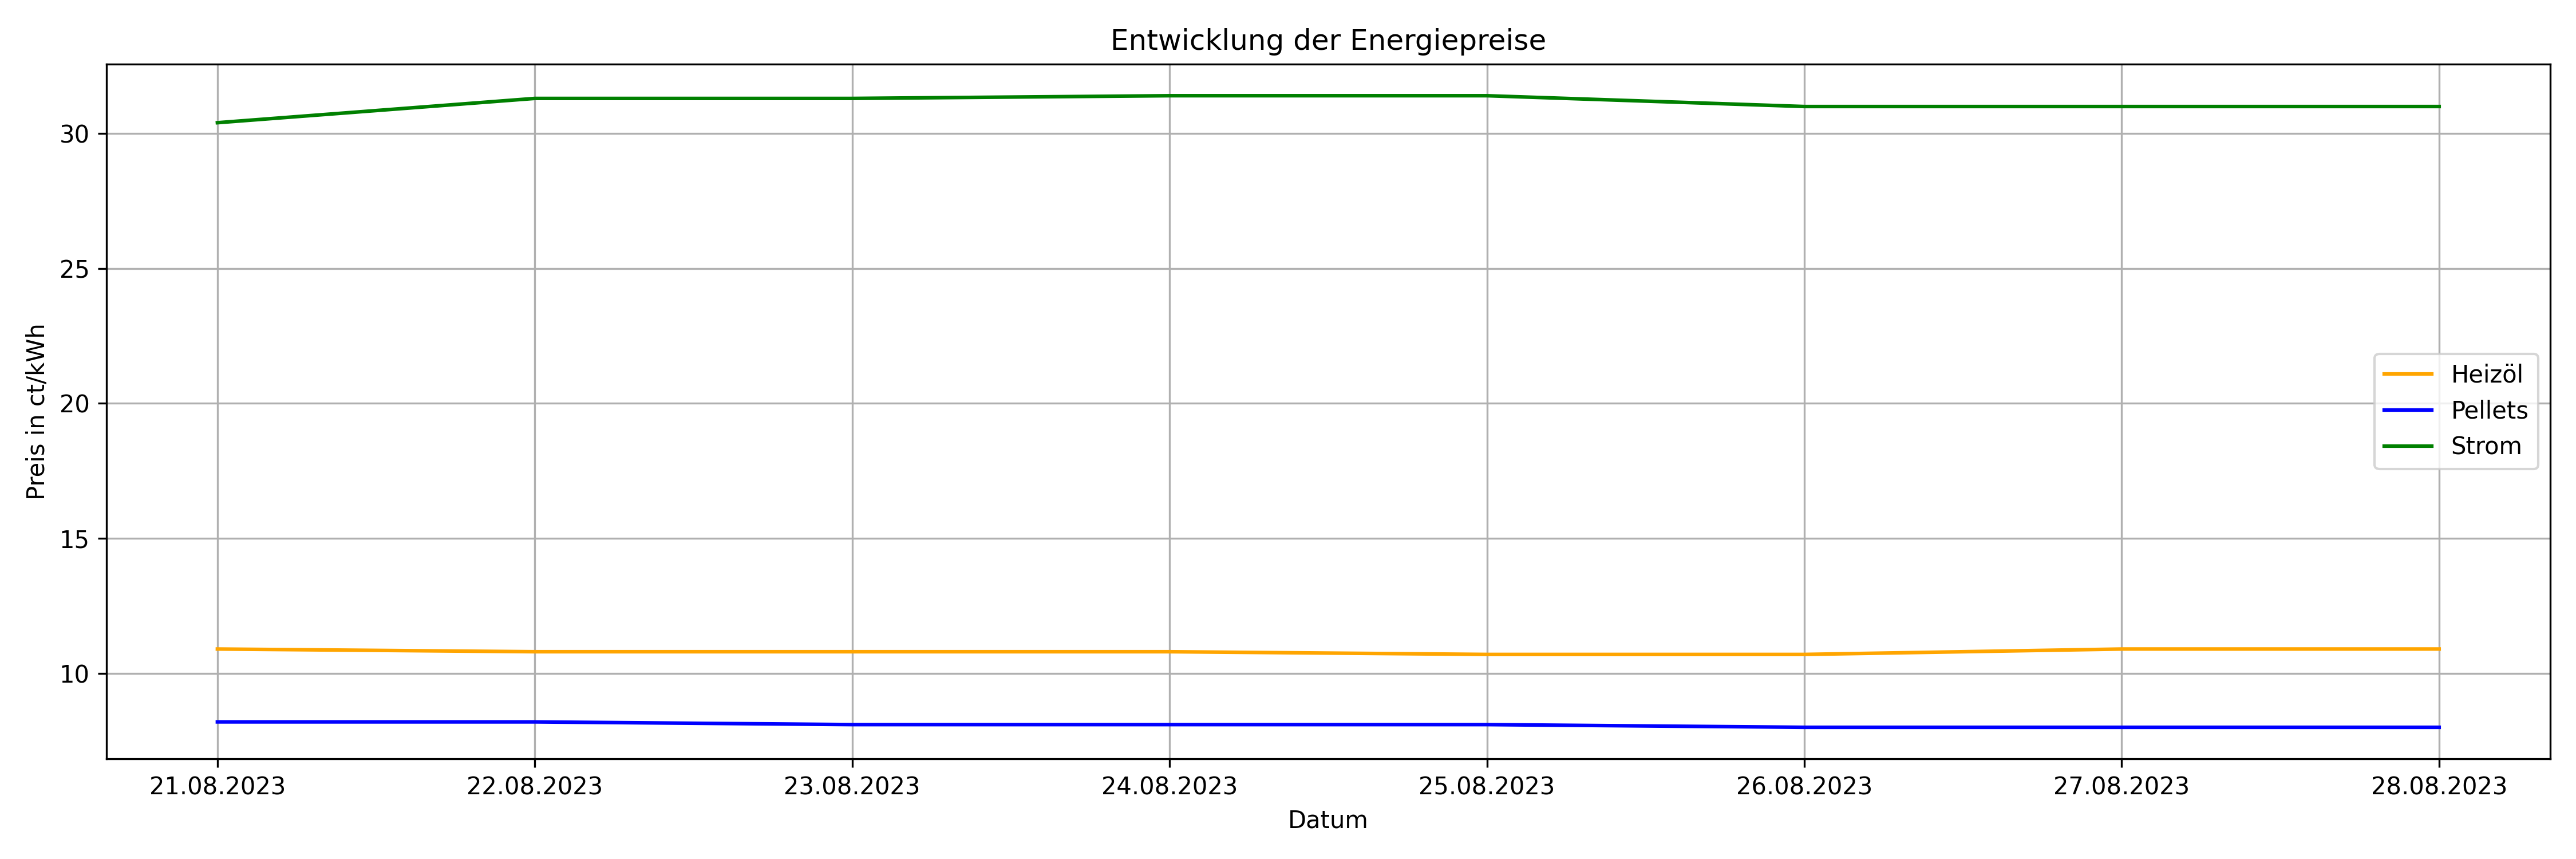 Entwicklung der Energiepreise
Preis in ct/kWh
30
25
20
15
10
Heizöl
Pellets
Strom
21.08.2023 22.08.2023 23.08.2023 24.08.2023 25.08.2023 26.08.2023 27.08.2023 28.08.2023
Datum